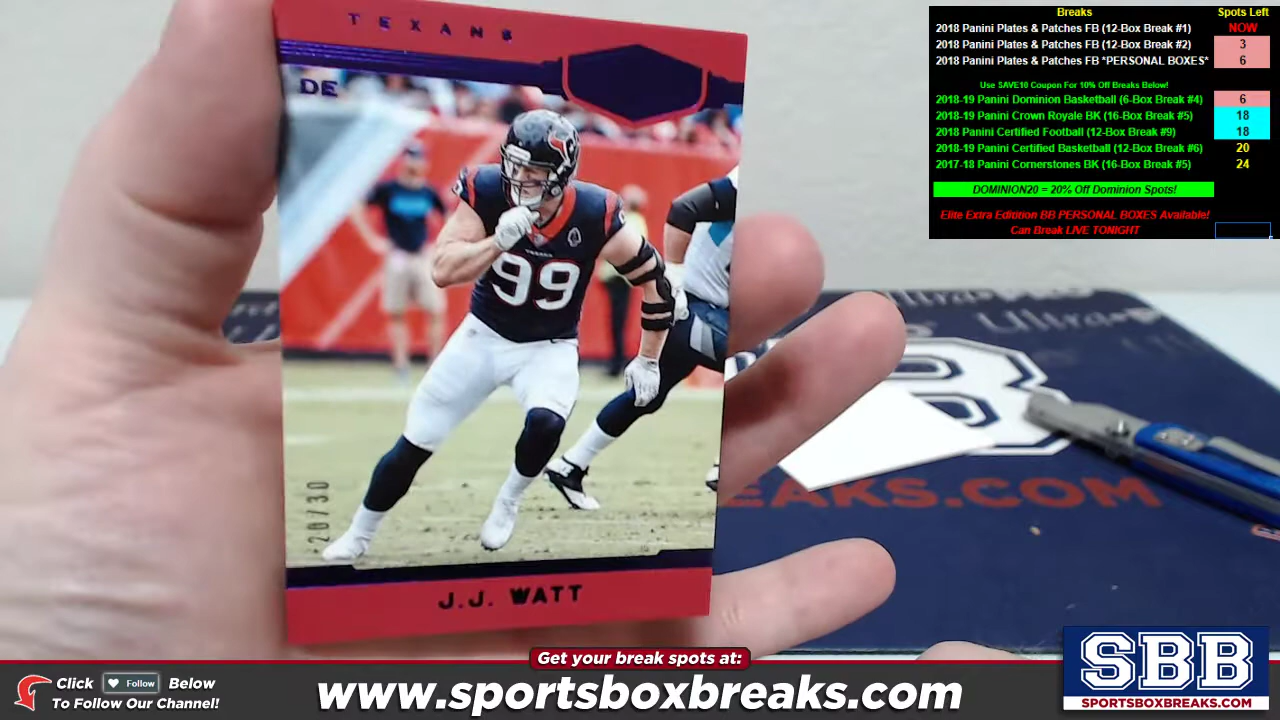 TEXANS
DE
99
99
20/30
J.J. WATT
Breaks Spots Left
2018 Panini Plates & Patches FB (12-Box Break #1) NOW
2018 Panini Plates & Patches FB (12-Box Break #2) 3
2018 Panini Plates & Patches FB *PERSONAL BOXES* 6
Use SAVE10 Coupon For 10% Off Breaks Below!
2018-19 Panini Dominion Basketball (6-Box Break #4) 6
2018-19 Panini Crown Royale BK (16-Box Break #5) 18
2018 Panini Certified Football (12-Box Break #9) 18
2018-19 Panini Certified Basketball (12-Box Break #6) 20
2017-18 Panini Cornerstones BK (16-Box Break #5) 24
DOMINION20 = 20% Off Dominion Spots!
Elite Extra Edition BB PERSONAL BOXES Available!
Can Break LIVE TONIGHT
Ultra
B
EAKS.COM
Get your break spots at:
Click Follow Below
To Follow Our Channel!
www.sportsboxbreaks.com
SBB
SPORTSBOXBREAKS.COM